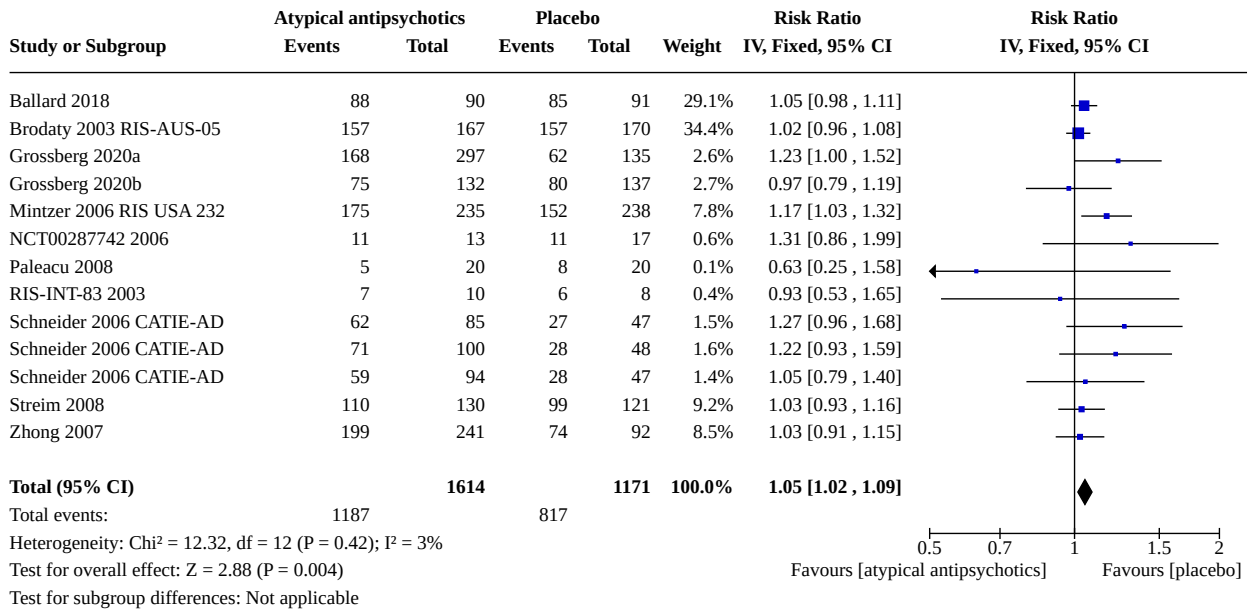 Atypical antipsychotics Placebo Risk Ratio Risk Ratio
Study or Subgroup Events Total Events Total Weight IV, Fixed, 95% CI IV, Fixed, 95% CI
Ballard 2018 88 90 85 91 29.1% 1.05 [0.98 , 1.11]
Brodaty 2003 RIS-AUS-05 157 167 157 170 34.4% 1.02 [0.96 , 1.08]
Grossberg 2020a 168 297 62 135 2.6% 1.23 [1.00 , 1.52]
Grossberg 2020b 75 132 80 137 2.7% 0.97 [0.79 , 1.19]
Mintzer 2006 RIS USA 232 175 235 152 238 7.8% 1.17 [1.03 , 1.32]
NCT00287742 2006 11 13 11 17 0.6% 1.31 [0.86 , 1.99]
Paleacu 2008 5 20 8 20 0.1% 0.63 [0.25 , 1.58]
RIS-INT-83 2003 7 10 6 8 0.4% 0.93 [0.53 , 1.65]
Schneider 2006 CATIE-AD 62 85 27 47 1.5% 1.27 [0.96 , 1.68]
Schneider 2006 CATIE-AD 71 100 28 48 1.6% 1.22 [0.93 , 1.59]
Schneider 2006 CATIE-AD 59 94 28 47 1.4% 1.05 [0.79 , 1.40]
Streim 2008 110 130 99 121 9.2% 1.03 [0.93 , 1.16]
Zhong 2007 199 241 74 92 8.5% 1.03 [0.91 , 1.15]
Total (95% CI) 1614 1171 100.0% 1.05 [1.02 , 1.09]
Total events: 1187 817
Heterogeneity: Chi² = 12.32, df = 12 (P = 0.42); I² = 3%
0.5 0.7 1 1.5 2
Test for overall effect: Z = 2.88 (P = 0.004) Favours [atypical antipsychotics] Favours [placebo]
Test for subgroup differences: Not applicable